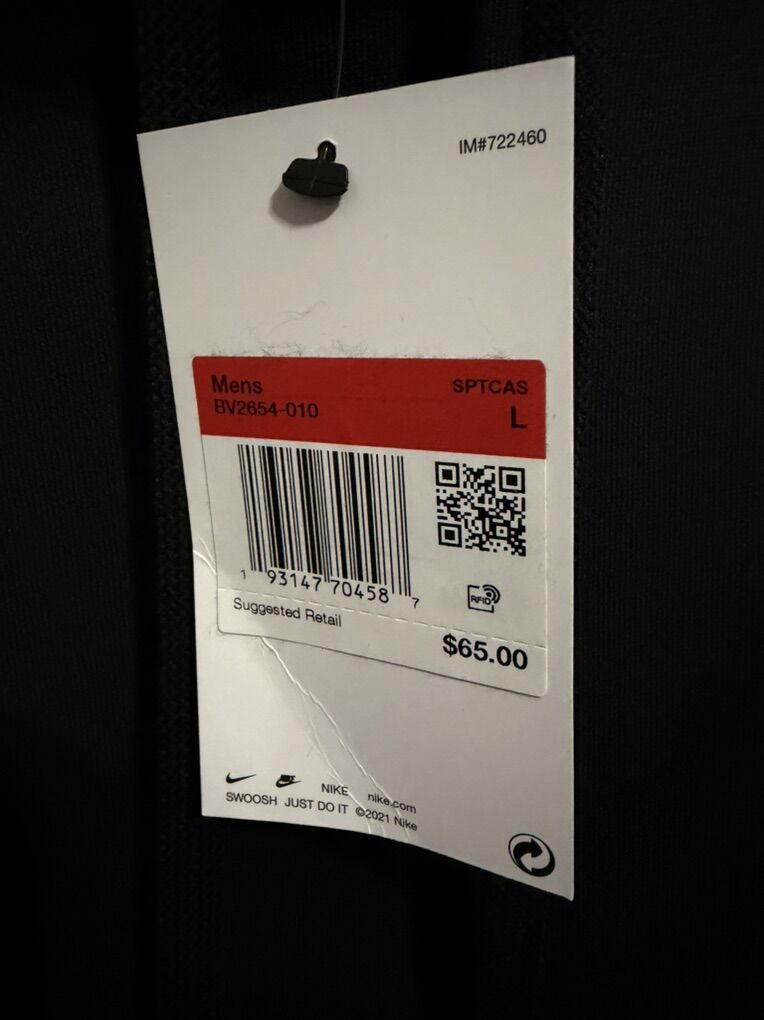 IM#722460
Mens
SPTCAS
BV2654-010
L
1 93147 70458 7
RFID
Suggested Retail
$65.00
NIKE nike.com
SWOOSH JUST DO IT ©2021 Nike